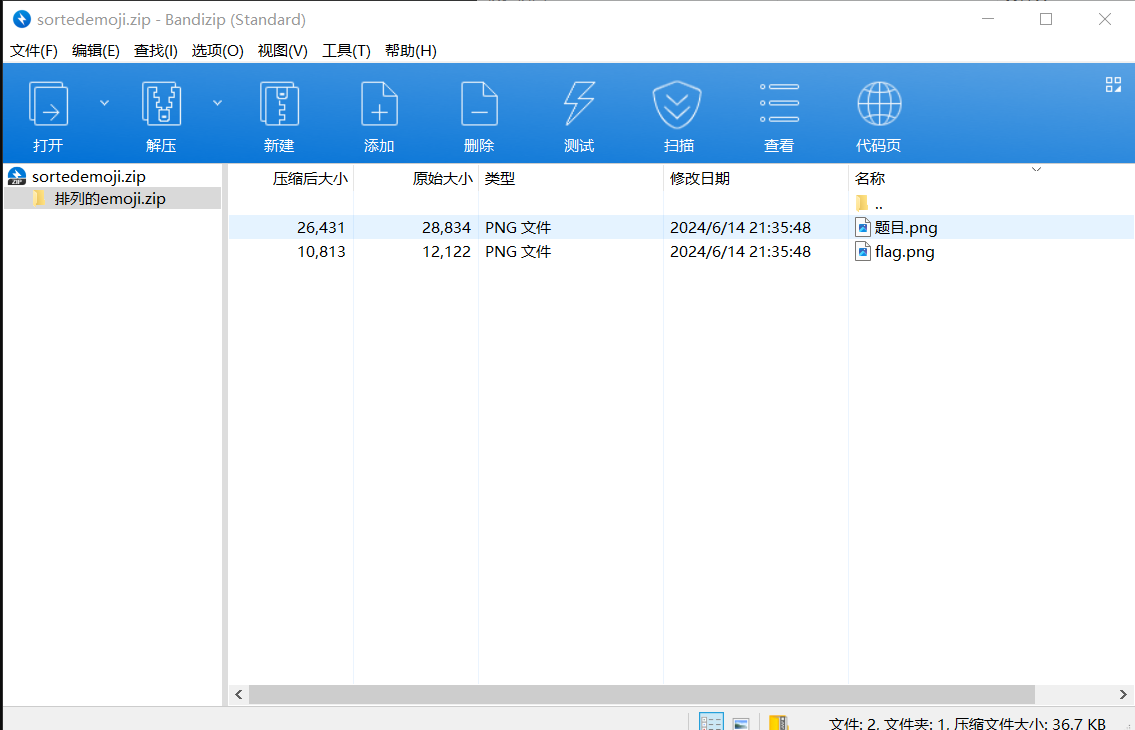 sortedemoji.zip - Bandizip (Standard)
文件(F) 编辑(E) 查找(I) 选项(O) 视图(V) 工具(T) 帮助(H)
打开 解压 新建 添加 删除 测试 扫描 查看 代码页
sortedemoji.zip
排列的emoji.zip
压缩后大小 原始大小 类型 修改日期 名称
..
26,431 28,834 PNG 文件 2024/6/14 21:35:48 题目.png
10,813 12,122 PNG 文件 2024/6/14 21:35:48 flag.png
文件: 2, 文件夹: 1, 压缩文件大小: 36.7 KB